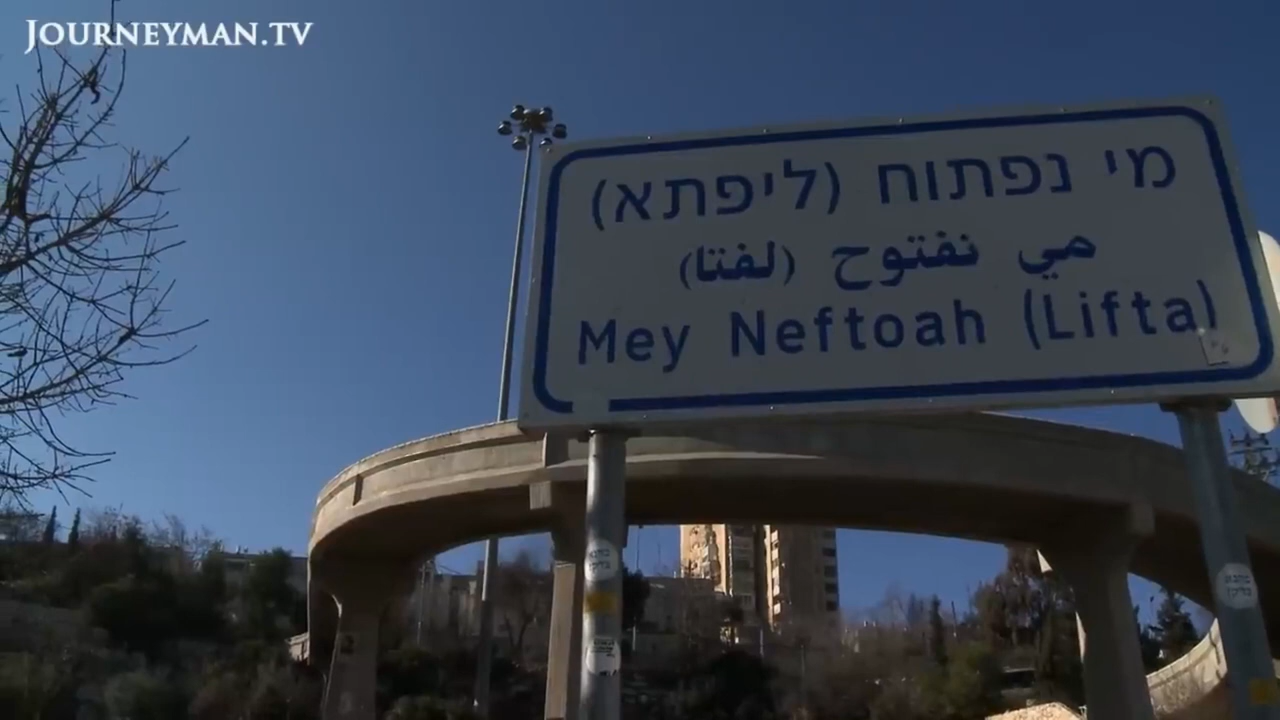 JOURNEYMAN.TV
מי נפתוח (ליפתא)
مي نفتوح (لفتا)
Mey Neftoah (Lifta)